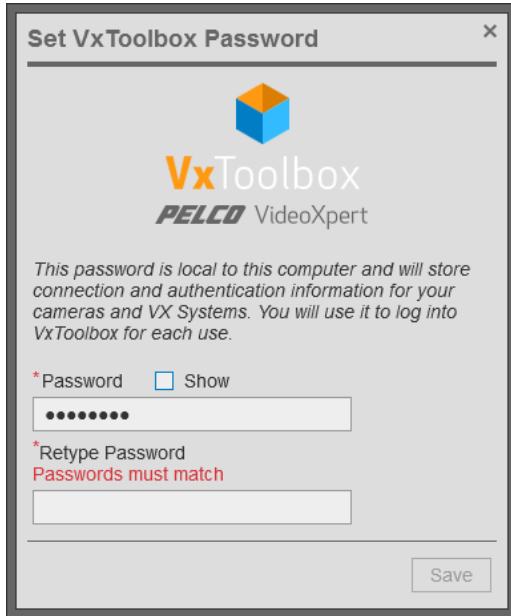 Set VxToolbox Password
×
VxToolbox
PELCO VideoXpert
This password is local to this computer and will store
connection and authentication information for your
cameras and VX Systems. You will use it to log into
VxToolbox for each use.
*Password Show
••••••••
*Retype Password
Passwords must match
Save